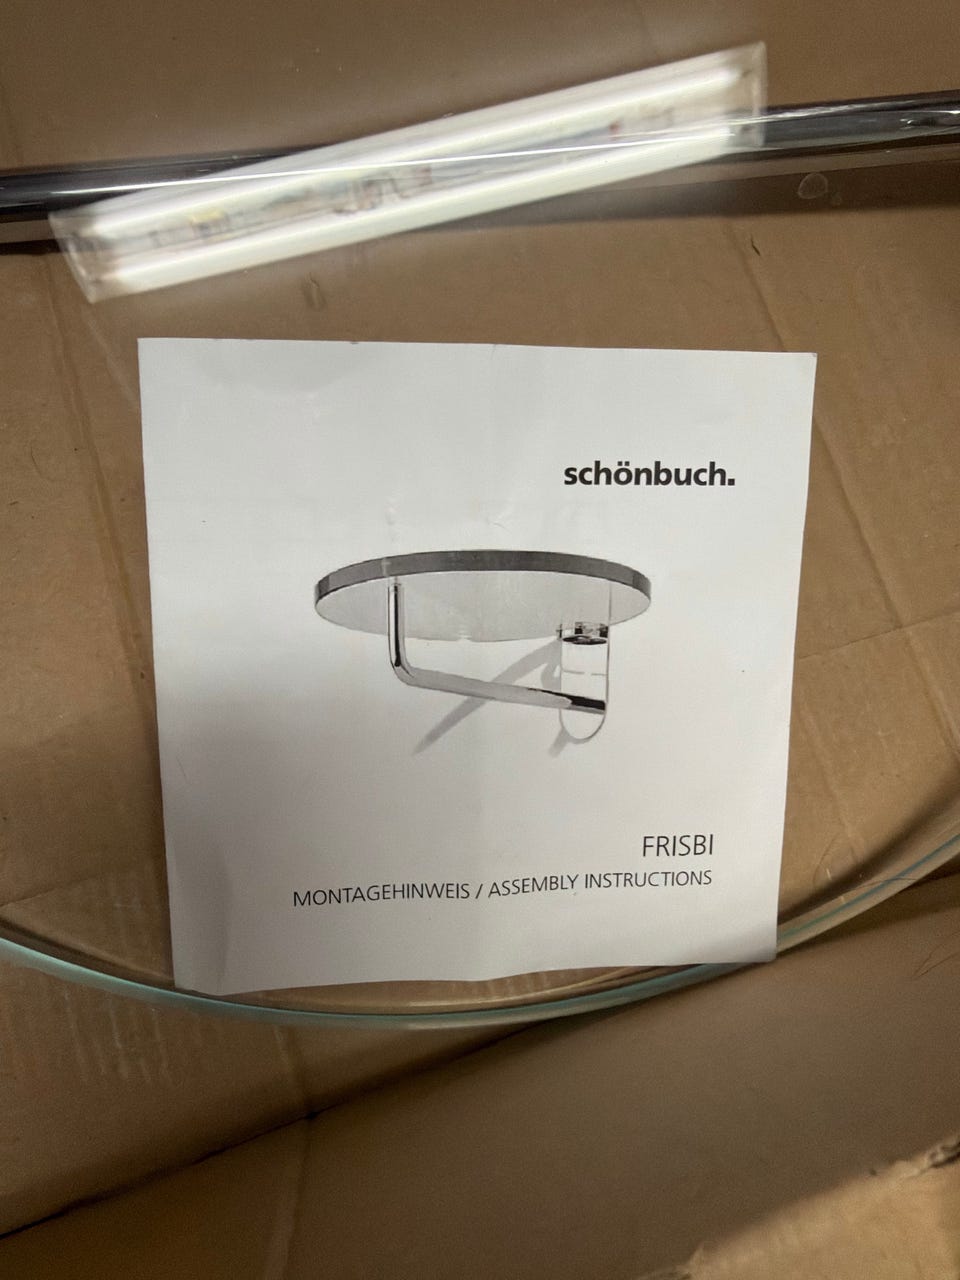 schönbuch.
FRISBI
MONTAGEHINWEIS / ASSEMBLY INSTRUCTIONS